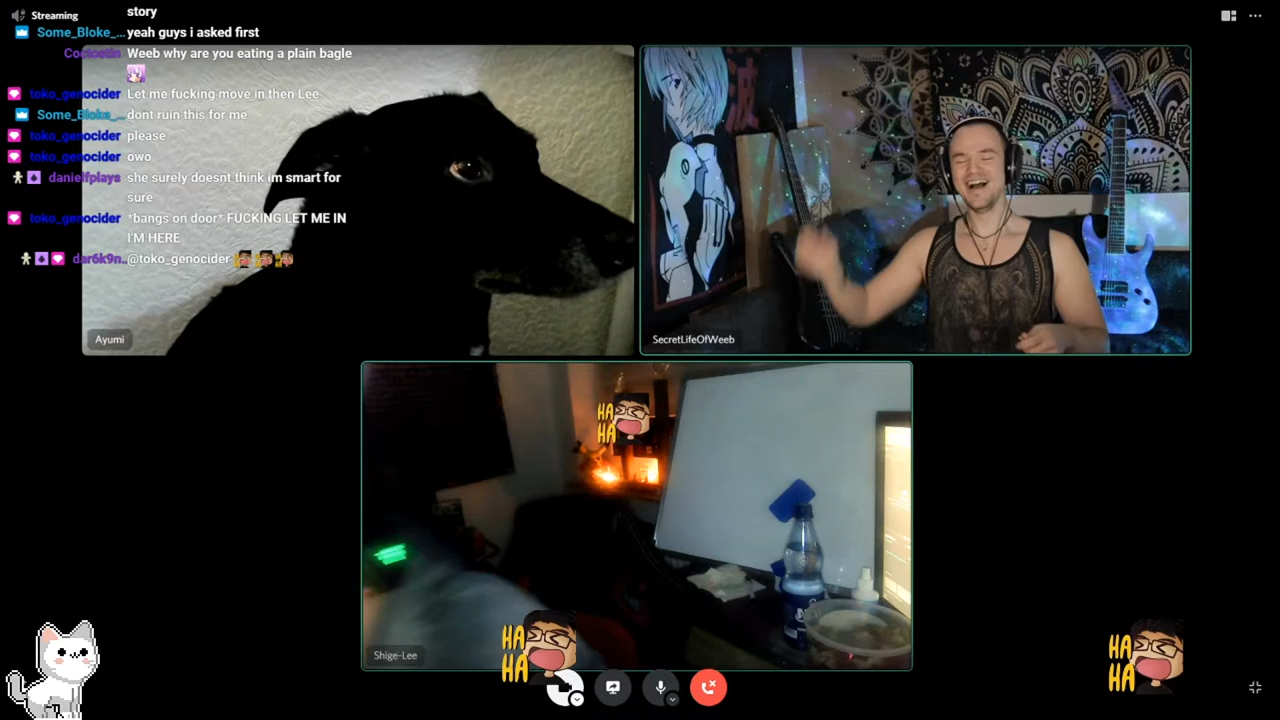 Streaming
story
Some_Bloke_... yeah guys i asked first
Cociostin Weeb why are you eating a plain bagle
toko_genocider Let me fucking move in then Lee
Some_Bloke_... dont ruin this for me
toko_genocider please
toko_genocider owo
danielfplays she surely doesnt think im smart for
sure
toko_genocider *bangs on door* FUCKING LET ME IN
I'M HERE
dar6k9n.. @toko_genocider
Ayumi
SecretLifeOfWeeb
HA
HA
Shige-Lee
HA
HA
HA
HA